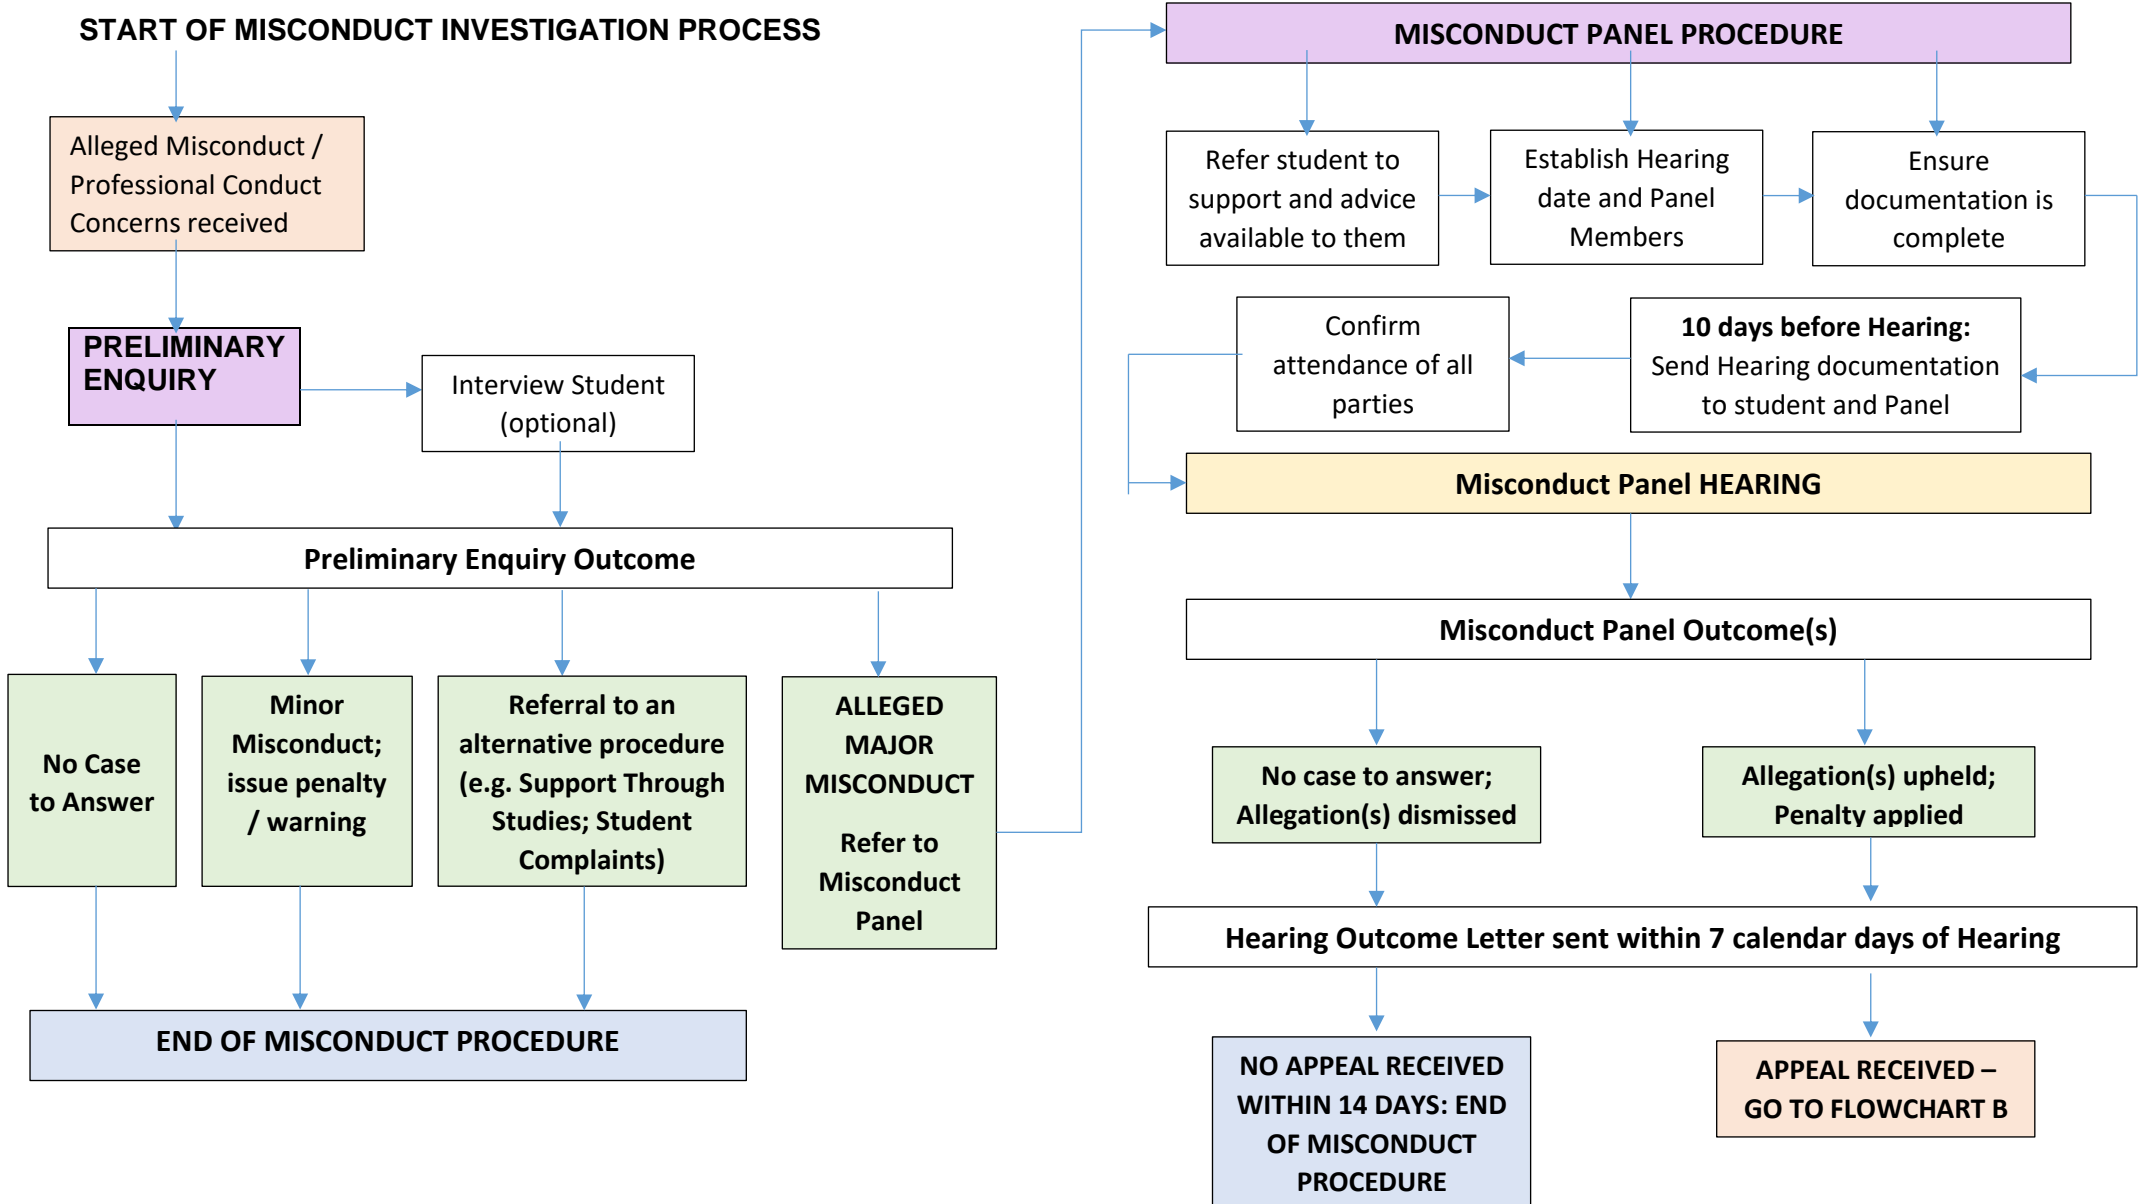 START OF MISCONDUCT INVESTIGATION PROCESS
Alleged Misconduct /
Professional Conduct
Concerns received
PRELIMINARY
ENQUIRY
Interview Student
(optional)
Preliminary Enquiry Outcome
No Case
to Answer
Minor
Misconduct;
issue penalty
/ warning
Referral to an
alternative procedure
(e.g. Support Through
Studies; Student
Complaints)
ALLEGED
MAJOR
MISCONDUCT
Refer to
Misconduct
Panel
END OF MISCONDUCT PROCEDURE
MISCONDUCT PANEL PROCEDURE
Refer student to
support and advice
available to them
Establish Hearing
date and Panel
Members
Ensure
documentation is
complete
10 days before Hearing:
Send Hearing documentation
to student and Panel
Confirm
attendance of all
parties
Misconduct Panel HEARING
Misconduct Panel Outcome(s)
No case to answer;
Allegation(s) dismissed
Allegation(s) upheld;
Penalty applied
Hearing Outcome Letter sent within 7 calendar days of Hearing
NO APPEAL RECEIVED
WITHIN 14 DAYS: END
OF MISCONDUCT
PROCEDURE
APPEAL RECEIVED –
GO TO FLOWCHART B